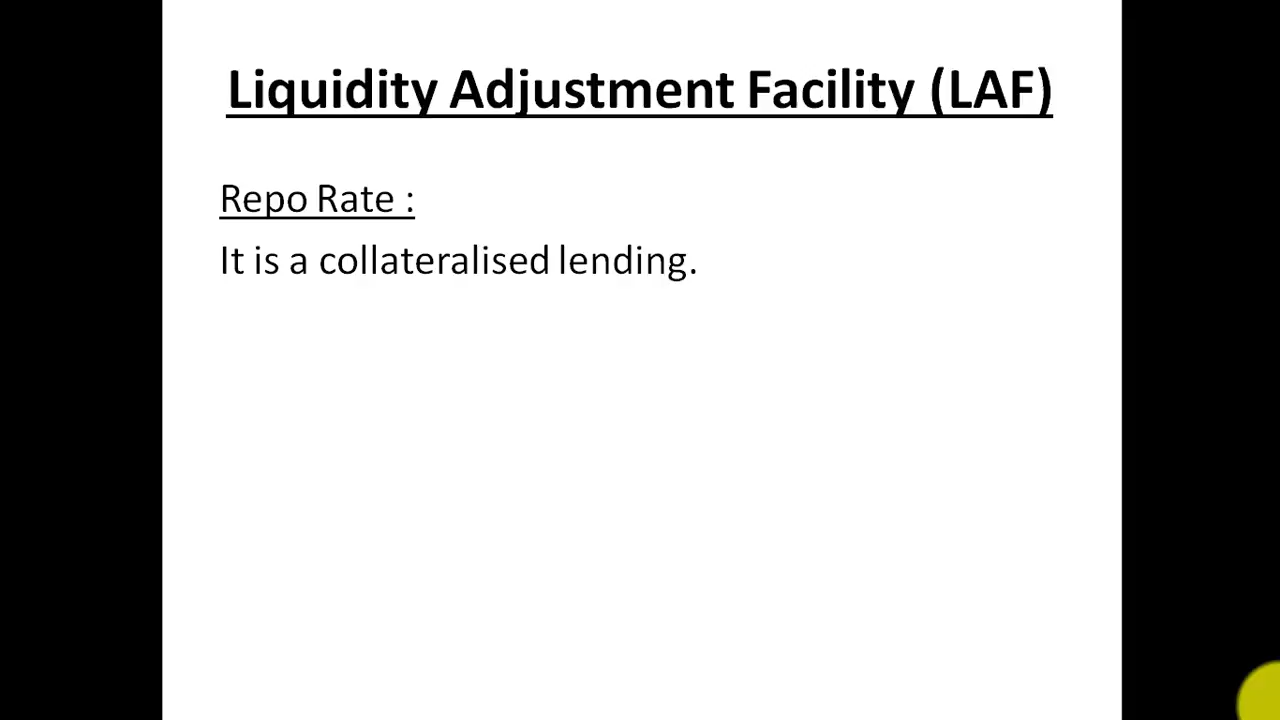 Liquidity Adjustment Facility (LAF)
Repo Rate :
It is a collateralised lending.